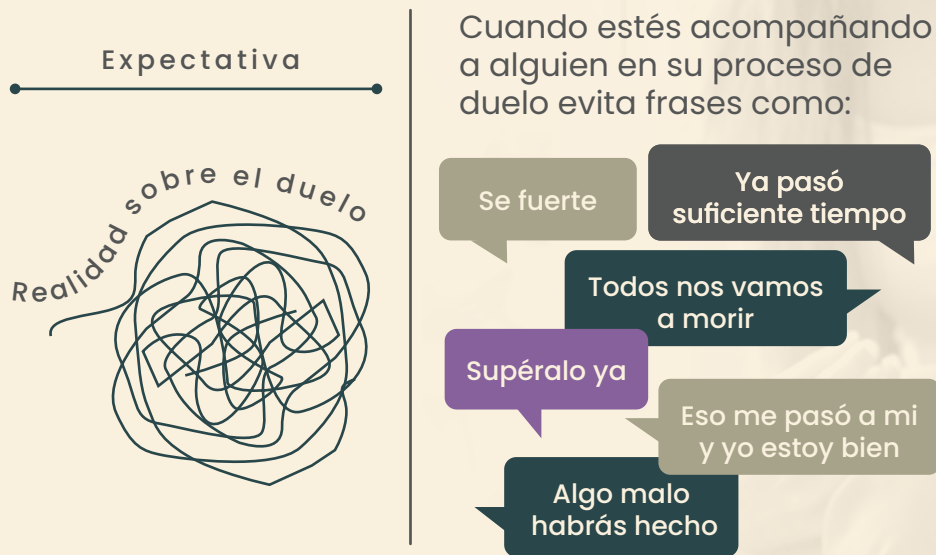 Expectativa
Realidad sobre el duelo
Cuando estés acompañando
a alguien en su proceso de
duelo evita frases como:
Se fuerte
Ya pasó
suficiente tiempo
Todos nos vamos
a morir
Supéralo ya
Eso me pasó a mi
y yo estoy bien
Algo malo
habrás hecho